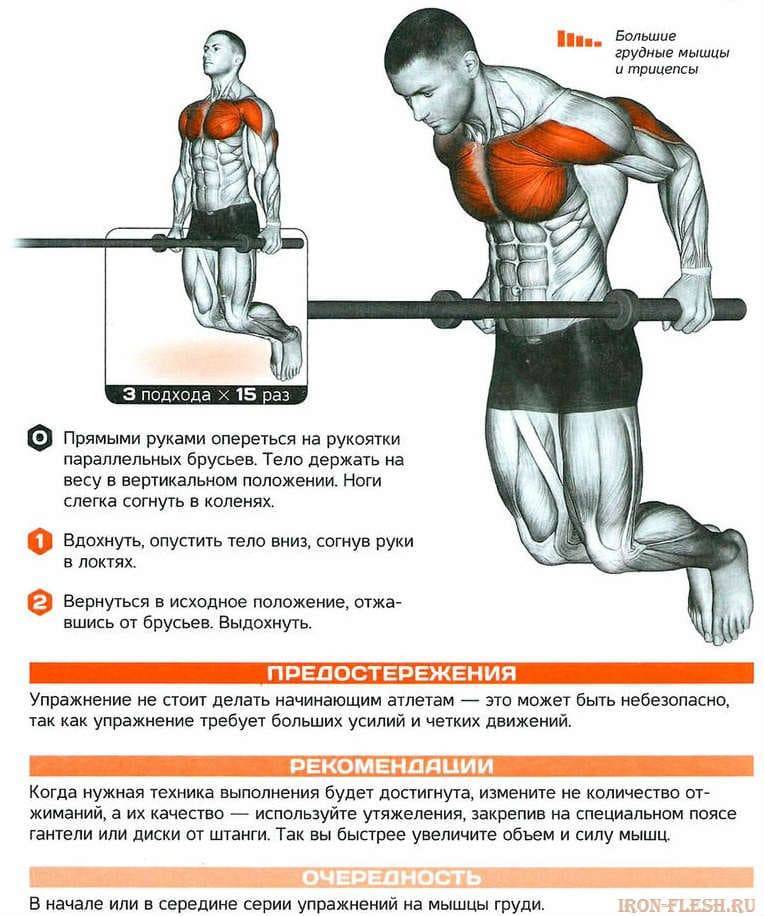 Большие
грудные мышцы
и трицепсы
3 подхода × 15 раз
0 Прямыми руками опереться на рукоятки
параллельных брусьев. Тело держать на
весу в вертикальном положении. Ноги
слегка согнуть в коленях.
1 Вдохнуть, опустить тело вниз, согнув руки
в локтях.
2 Вернуться в исходное положение, отжа-
вшись от брусьев. Выдохнуть.
ПРЕДОСТЕРЕЖЕНИЯ
Упражнение не стоит делать начинающим атлетам — это может быть небезопасно,
так как упражнение требует больших усилий и четких движений.
РЕКОМЕНДАЦИИ
Когда нужная техника выполнения будет достигнута, измените не количество от-
жиманий, а их качество — используйте утяжеления, закрепив на специальном поясе
гантели или диски от штанги. Так вы быстрее увеличите объем и силу мышц.
ОЧЕРЕДНОСТЬ
В начале или в середине серии упражнений на мышцы груди.
IRON-FLESH.RU